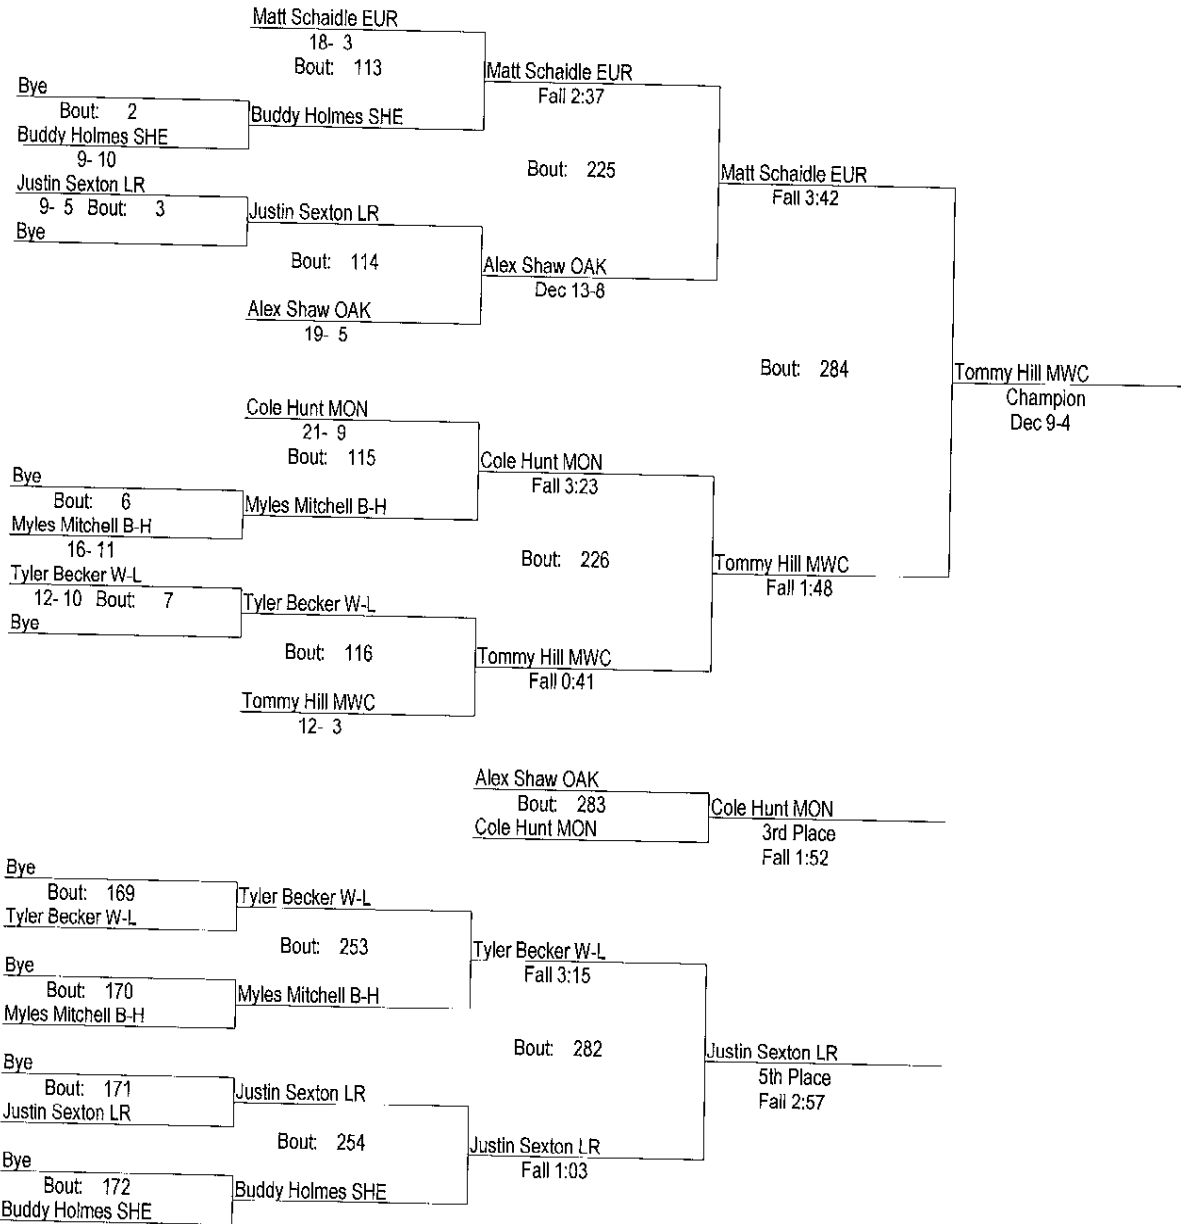 Matt Schaidle EUR
18- 3
Bout: 113
Matt Schaidle EUR
Fall 2:37
Bye
Bout: 2
Buddy Holmes SHE
Buddy Holmes SHE
9- 10
Bout: 225
Matt Schaidle EUR
Fall 3:42
Justin Sexton LR
9- 5 Bout: 3
Justin Sexton LR
Bye
Bout: 114
Alex Shaw OAK
Dec 13-8
Alex Shaw OAK
19- 5
Bout: 284
Tommy Hill MWC
Champion
Dec 9-4
Cole Hunt MON
21- 9
Bout: 115
Cole Hunt MON
Fall 3:23
Bye
Bout: 6
Myles Mitchell B-H
Myles Mitchell B-H
16- 11
Bout: 226
Tommy Hill MWC
Fall 1:48
Tyler Becker W-L
12- 10 Bout: 7
Tyler Becker W-L
Bye
Bout: 116
Tommy Hill MWC
Fall 0:41
Tommy Hill MWC
12- 3
Alex Shaw OAK
Bout: 283
Cole Hunt MON
Cole Hunt MON
3rd Place
Fall 1:52
Bye
Bout: 169
Tyler Becker W-L
Tyler Becker W-L
Bout: 253
Tyler Becker W-L
Fall 3:15
Bye
Bout: 170
Myles Mitchell B-H
Myles Mitchell B-H
Bout: 282
Justin Sexton LR
5th Place
Fall 2:57
Bye
Bout: 171
Justin Sexton LR
Justin Sexton LR
Bout: 254
Justin Sexton LR
Fall 1:03
Bye
Bout: 172
Buddy Holmes SHE
Buddy Holmes SHE